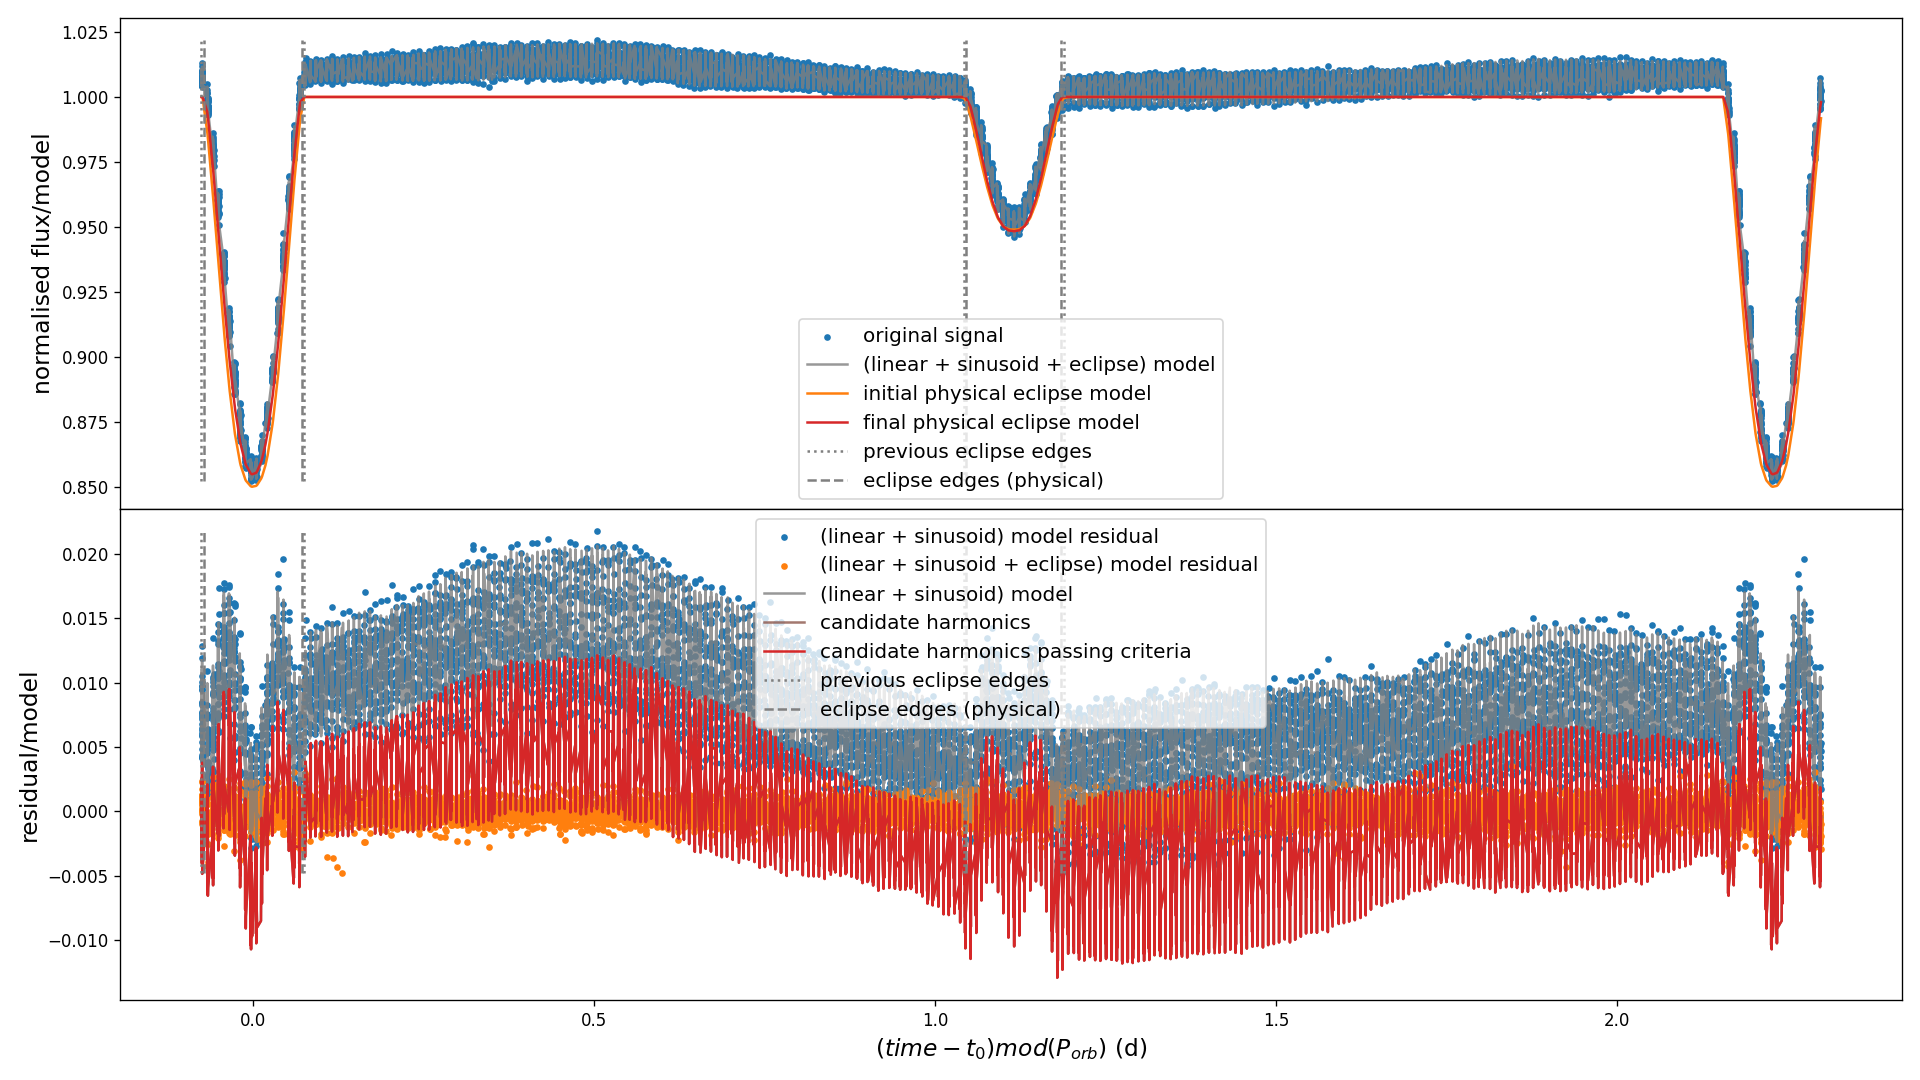 1.025
1.000
0.975
0.950
0.925
0.900
0.875
0.850
normalised flux/model
original signal
(linear + sinusoid + eclipse) model
initial physical eclipse model
final physical eclipse model
previous eclipse edges
eclipse edges (physical)
0.020
0.015
0.010
0.005
0.000
−0.005
−0.010
residual/model
(linear + sinusoid) model residual
(linear + sinusoid + eclipse) model residual
(linear + sinusoid) model
candidate harmonics
candidate harmonics passing criteria
previous eclipse edges
eclipse edges (physical)
0.0 0.5 1.0 1.5 2.0
(time − t₀)mod(Pₒᵣb) (d)